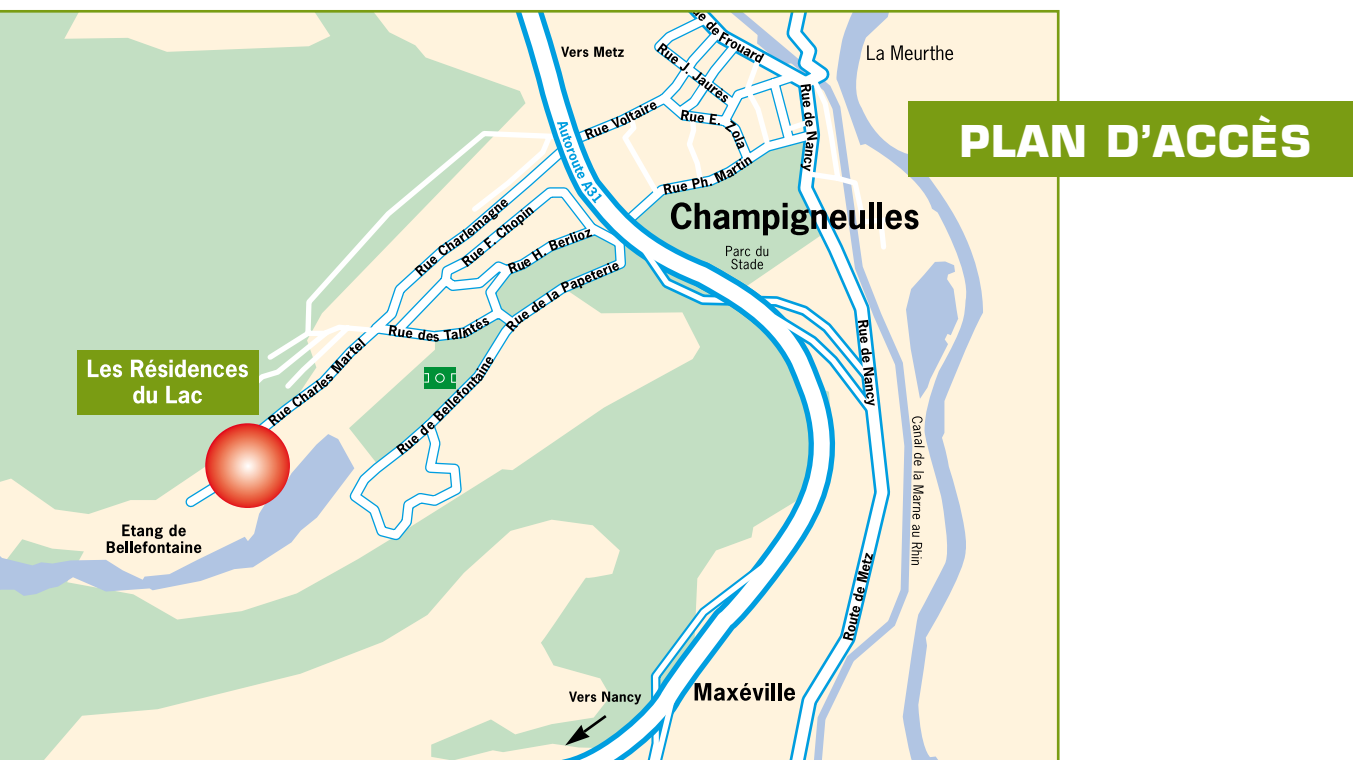 Vers Metz
de Frouard
La Meurthe
Rue J. Jaurès
PLAN D'ACCÈS
Rue Voltaire
Rue E. Zola
Rue de Nancy
Autoroute A31
Rue Ph. Martin
Champigneulles
Rue Charlemagne
Rue F. Chopin
Rue H. Berlioz
Parc du
Stade
Rue de la Papeterie
Rue des Taintes
Rue de Nancy
Les Résidences
du Lac
Rue Charles Martel
Rue de Bellefontaine
Canal de la Marne au Rhin
Etang de
Bellefontaine
Route de Metz
Vers Nancy
Maxéville